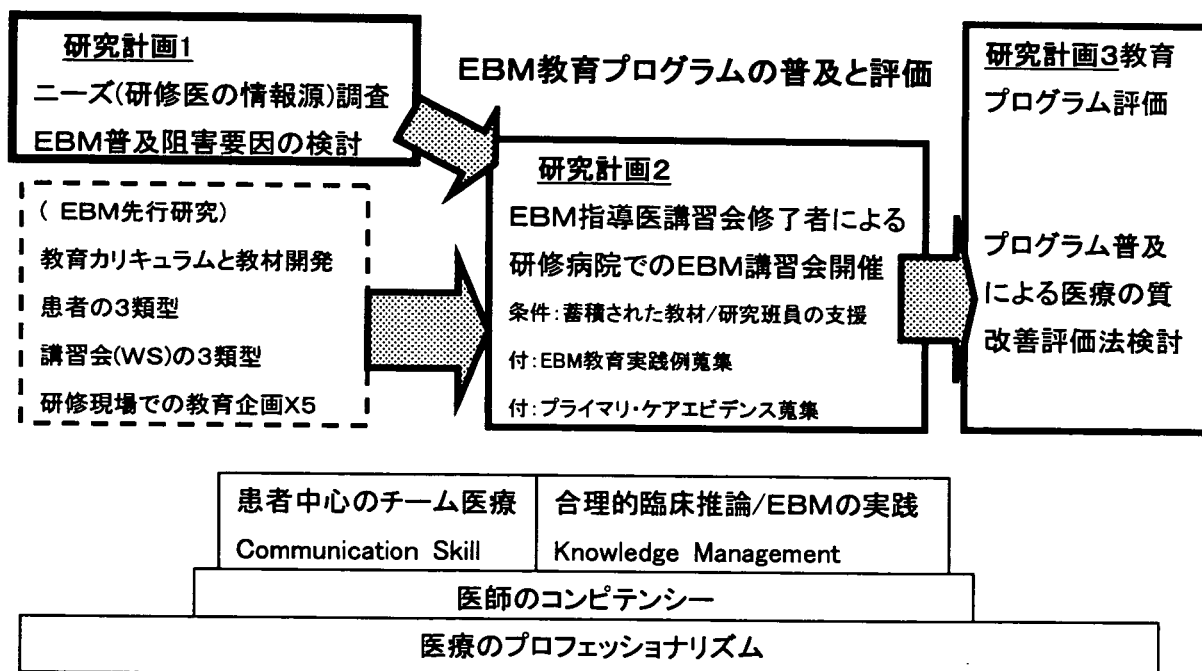 研究計画1
ニーズ(研修医の情報源)調査
EBM普及阻害要因の検討
EBM教育プログラムの普及と評価
(EBM先行研究)
教育カリキュラムと教材開発
患者の3類型
講習会(WS)の3類型
研修現場での教育企画X5
研究計画2
EBM指導医講習会修了者による
研修病院でのEBM講習会開催
条件:蓄積された教材/研究班員の支援
付:EBM教育実践例蒐集
付:プライマリ・ケアエビデンス蒐集
研究計画3教育
プログラム評価
プログラム普及
による医療の質
改善評価法検討
患者中心のチーム医療
Communication Skill
合理的臨床推論/EBMの実践
Knowledge Management
医師のコンピテンシー
医療のプロフェッショナリズム